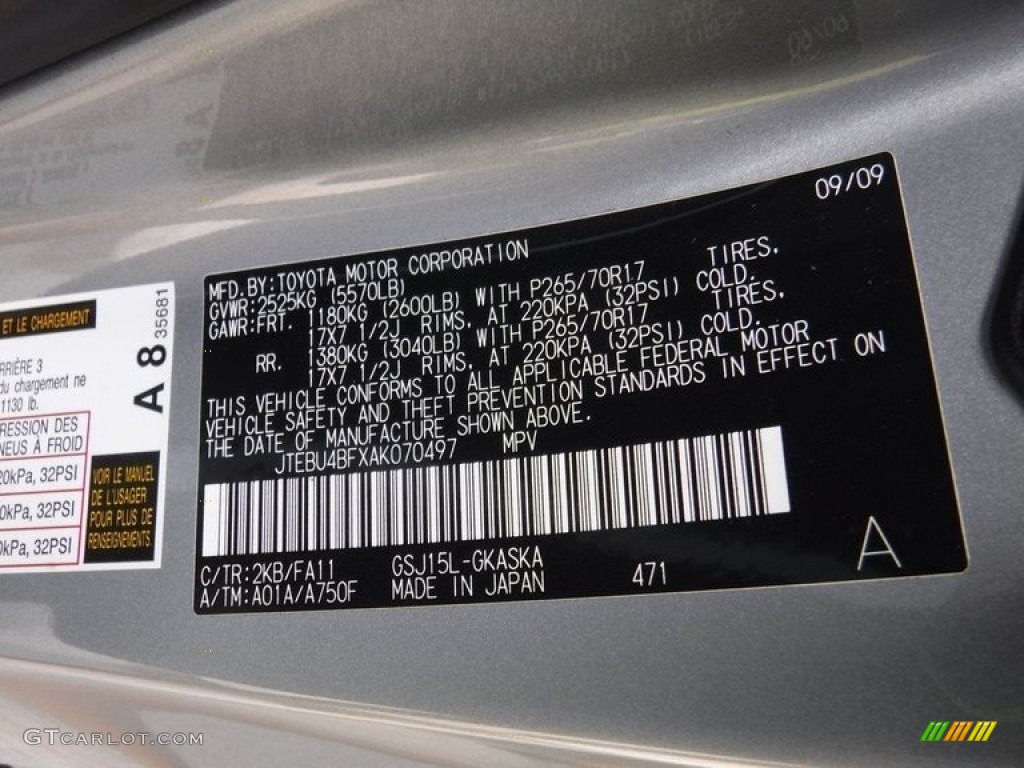 09/09
MFD.BY:TOYOTA MOTOR CORPORATION
GVWR:2525KG (5570LB)
GAWR:FRT. 1180KG (2600LB) WITH P265/70R17 TIRES,
17X7 1/2J RIMS, AT 220KPA (32PSI) COLD.
RR. 1380KG (3040LB) WITH P265/70R17 TIRES,
17X7 1/2J RIMS, AT 220KPA (32PSI) COLD.
THIS VEHICLE CONFORMS TO ALL APPLICABLE FEDERAL MOTOR
VEHICLE SAFETY AND THEFT PREVENTION STANDARDS IN EFFECT ON
THE DATE OF MANUFACTURE SHOWN ABOVE.
JTEBU4BFXAK070497 MPV
C/TR:2KB/FA11 GSJ15L-GKASKA
A/TM:A01A/A750F MADE IN JAPAN 471
A
ET LE CHARGEMENT
RRIÈRE 3
du chargement ne
1130 lb.
RESSION DES
NEUS À FROID
20kPa, 32PSI
0kPa, 32PSI
0kPa, 32PSI
VOIR LE MANUEL
DE L'USAGER
POUR PLUS DE
RENSEIGNEMENTS
A 8 35681
GTCARLOT.COM